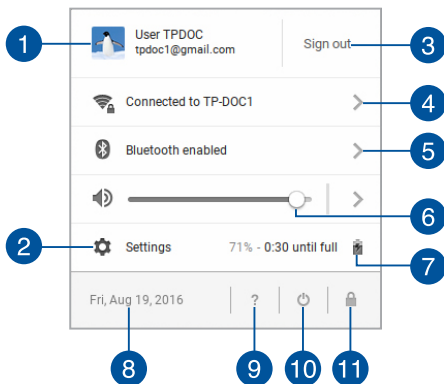 1
User TPDOC
tpdoc1@gmail.com
Sign out
3
Connected to TP-DOC1
4
Bluetooth enabled
5
6
2
Settings
71% - 0:30 until full
7
Fri, Aug 19, 2016
?
8
9
10
11